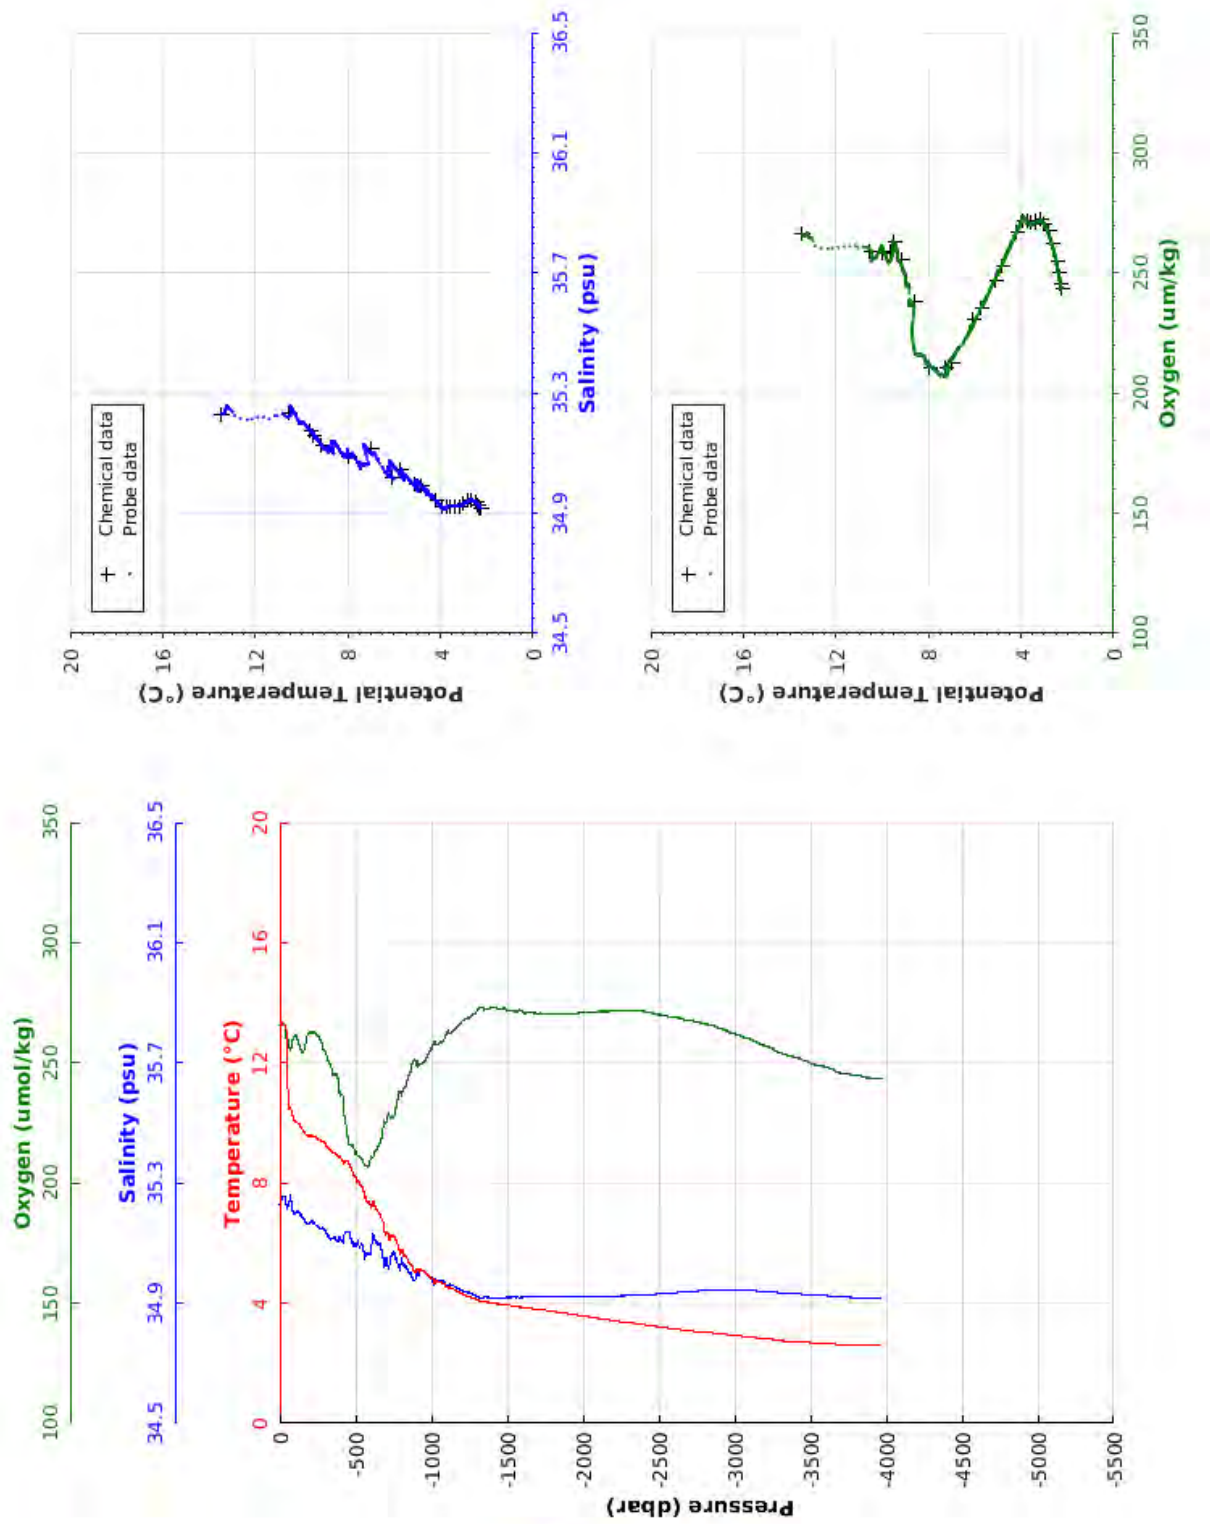 Oxygen (umol/kg)
100 150 200 250 300 350
Salinity (psu)
34.5 34.9 35.3 35.7 36.1 36.5
Temperature (°C)
0 4 8 12 16 20
0
-500
-1000
-1500
-2000
-2500
-3000
-3500
-4000
-4500
-5000
-5500
Pressure (dbar)
Chemical data
Probe data
20
16
12
8
4
0
Potential Temperature (°C)
34.5 34.9 35.3 35.7 36.1 36.5
Salinity (psu)
Chemical data
Probe data
20
16
12
8
4
0
Potential Temperature (°C)
100 150 200 250 300 350
Oxygen (um/kg)